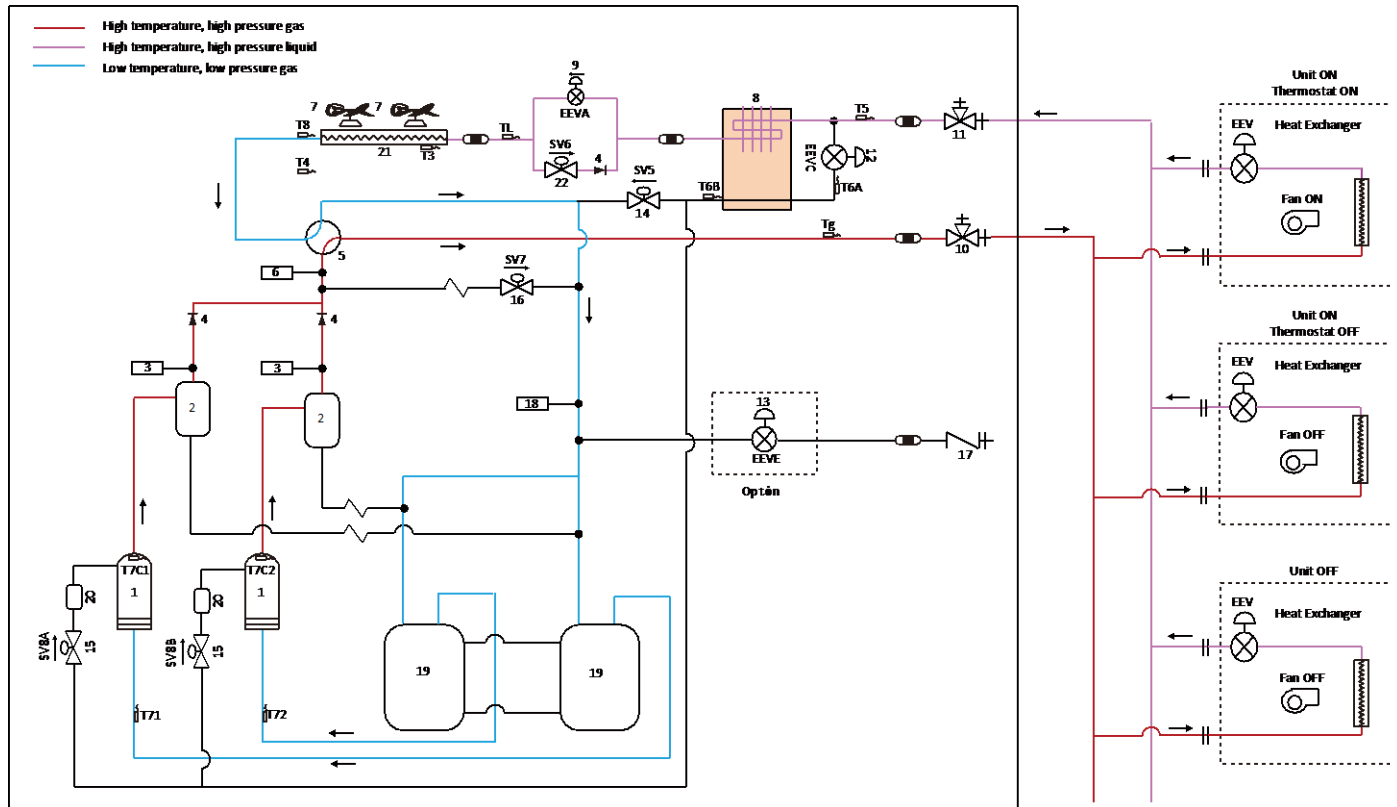 High temperature, high pressure gas
High temperature, high pressure liquid
Low temperature, low pressure gas
9
EEVA
7
7
T8
T4
21
T3
TL
SV6
22
4
8
T5
11
EEVC
12
T6A
T6B
SV5
14
5
Tg
10
6
SV7
16
4
4
3
3
2
2
18
13
EEVE
Optón
17
T7C1
1
T7C2
1
20
20
SV8A
15
SV8B
15
T71
T72
19
19
Unit ON
Thermostat ON
EEV
Heat Exchanger
Fan ON
Unit ON
Thermostat OFF
EEV
Heat Exchanger
Fan OFF
Unit OFF
EEV
Heat Exchanger
Fan OFF